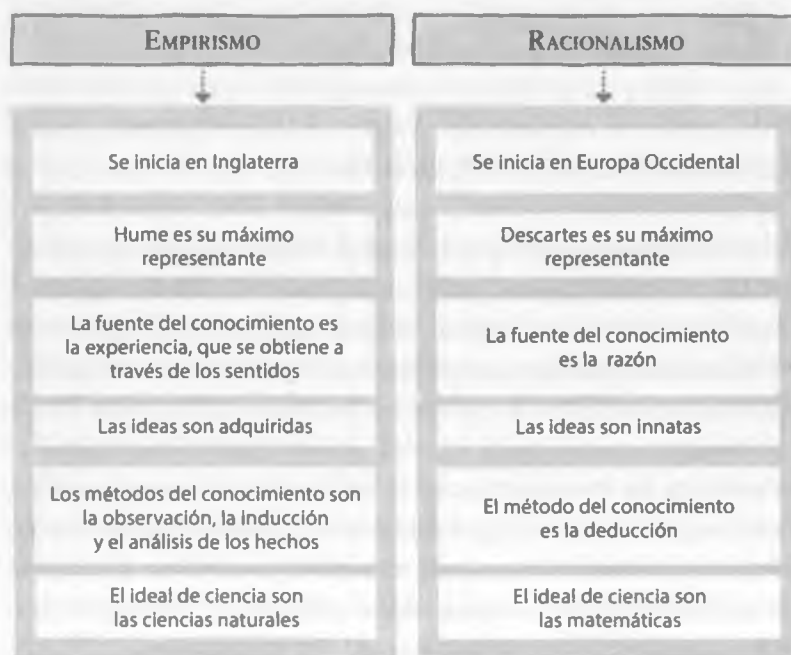 EMPIRISMO
Se inicia en Inglaterra
Hume es su máximo
representante
La fuente del conocimiento es
la experiencia, que se obtiene a
través de los sentidos
Las ideas son adquiridas
Los métodos del conocimiento son
la observación, la inducción
y el análisis de los hechos
El ideal de ciencia son
las ciencias naturales
RACIONALISMO
Se inicia en Europa Occidental
Descartes es su máximo
representante
La fuente del conocimiento
es la razón
Las ideas son innatas
El método del conocimiento
es la deducción
El ideal de ciencia son
las matemáticas